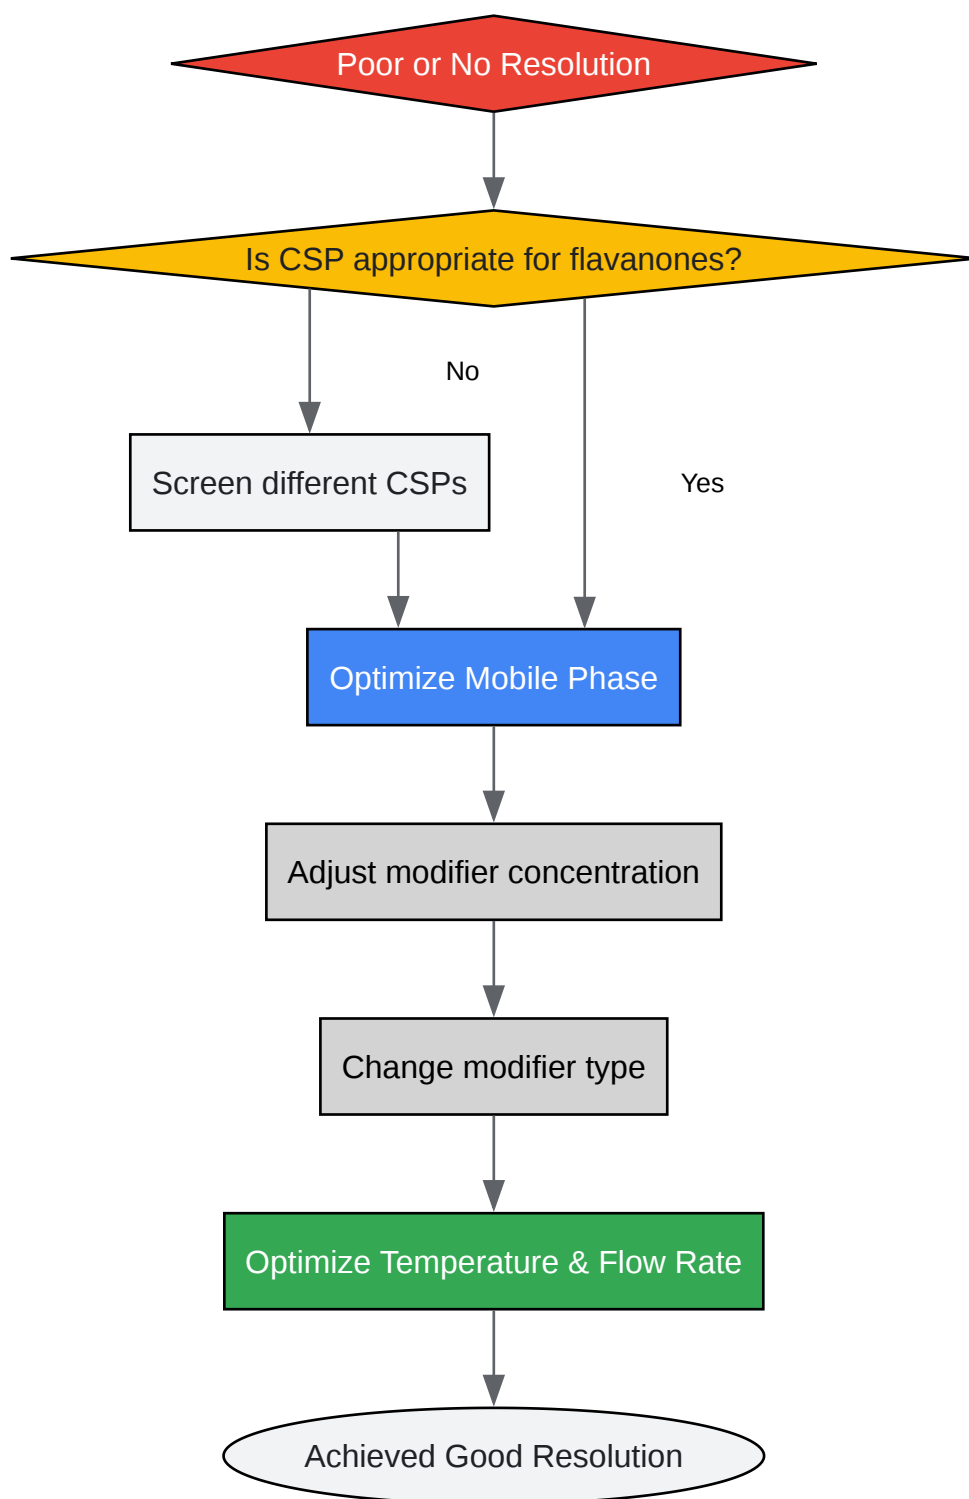 Poor or No Resolution
Is CSP appropriate for flavanones?
No
Screen different CSPs
Yes
Optimize Mobile Phase
Adjust modifier concentration
Change modifier type
Optimize Temperature & Flow Rate
Achieved Good Resolution